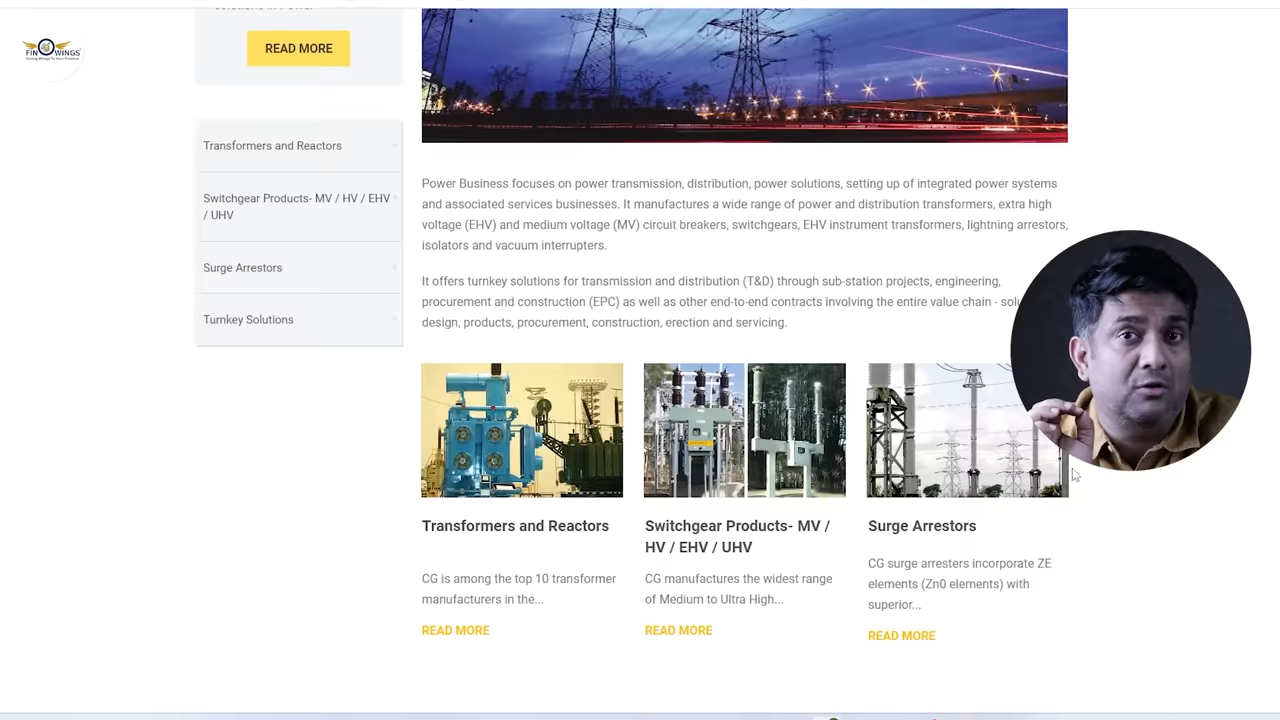 FIN WINGS
Giving Wings To Your Finance
READ MORE
Transformers and Reactors
Switchgear Products- MV / HV / EHV
/ UHV
Surge Arrestors
Turnkey Solutions
Power Business focuses on power transmission, distribution, power solutions, setting up of integrated power systems
and associated services businesses. It manufactures a wide range of power and distribution transformers, extra high
voltage (EHV) and medium voltage (MV) circuit breakers, switchgears, EHV instrument transformers, lightning arrestors,
isolators and vacuum interrupters.
It offers turnkey solutions for transmission and distribution (T&D) through sub-station projects, engineering,
procurement and construction (EPC) as well as other end-to-end contracts involving the entire value chain -
design, products, procurement, construction, erection and servicing.
Transformers and Reactors
CG is among the top 10 transformer
manufacturers in the...
READ MORE
Switchgear Products- MV /
HV / EHV / UHV
CG manufactures the widest range
of Medium to Ultra High...
READ MORE
Surge Arrestors
CG surge arresters incorporate ZE
elements (Zn0 elements) with
superior...
READ MORE